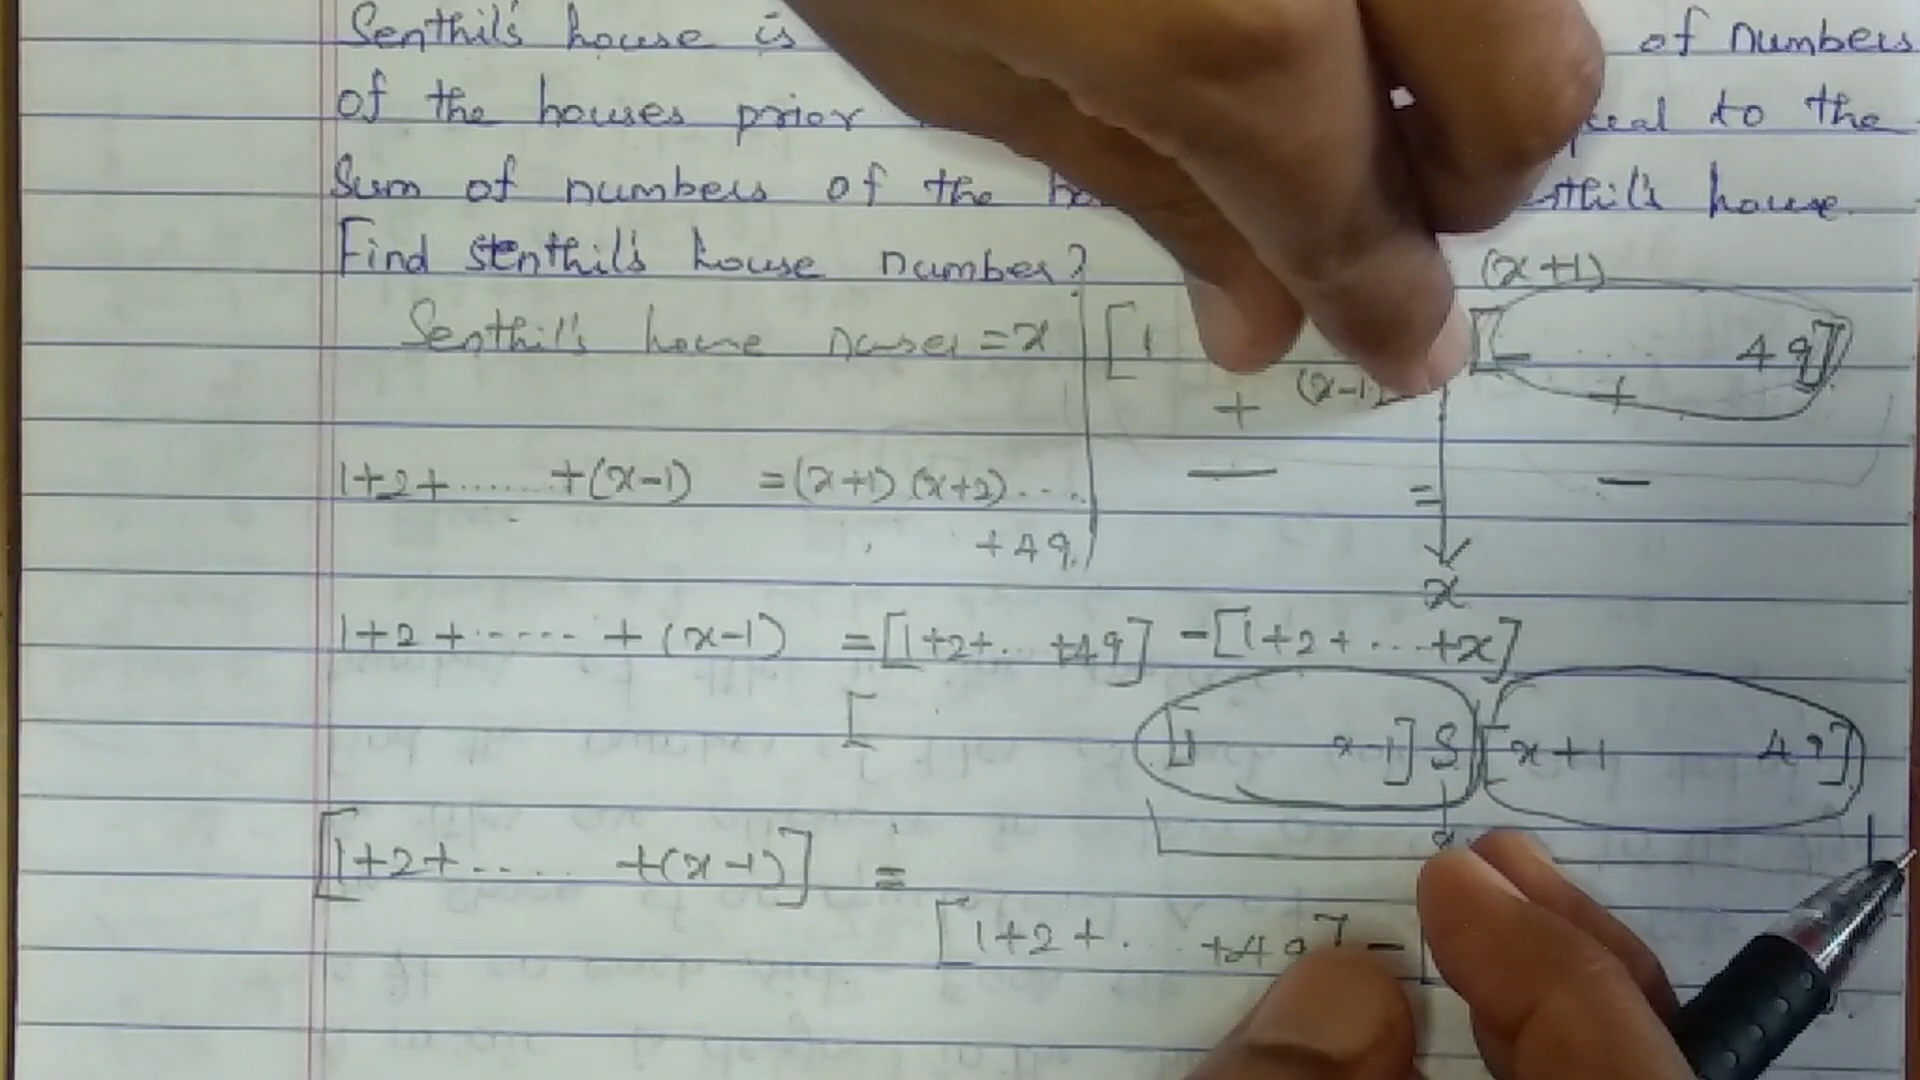 Senthil's house is of numbers
of the houses prior to the
Sum of numbers of the house.
Find stenthil's house number?
Senthil's house = x
[1 (x-1) (x+1) [ ..... 49]
+ +
— = —
x
1+2+ ...... +(x-1) =(x+1) (x+2)....
+49.
1+2+ ...... + (x-1) =[1+2+... +49] -[1+2+ ...+x]
[
[1 x-1] S [x+1 49]
x
[1+2+..... +(x-1)] =
[1+2+. +49] - [